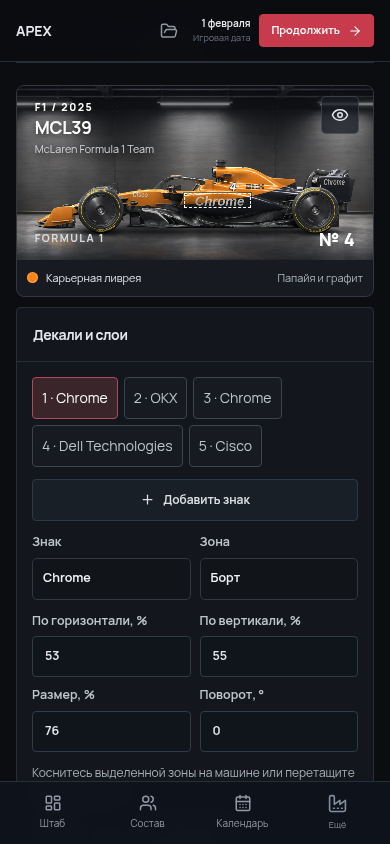 APEX
1 февраля
Игровая дата
Продолжить
F1 / 2025
MCL39
McLaren Formula 1 Team
4
Chrome
Chrome
CISCO
FORMULA 1
№ 4
Карьерная ливрея
Папайя и графит
Декали и слои
1 · Chrome
2 · OKX
3 · Chrome
4 · Dell Technologies
5 · Cisco
Добавить знак
Знак
Зона
Chrome
Борт
По горизонтали, %
По вертикали, %
53
55
Размер, %
Поворот, °
76
0
Коснитесь выделенной зоны на машине или перетащите
Штаб
Состав
Календарь
Ещё